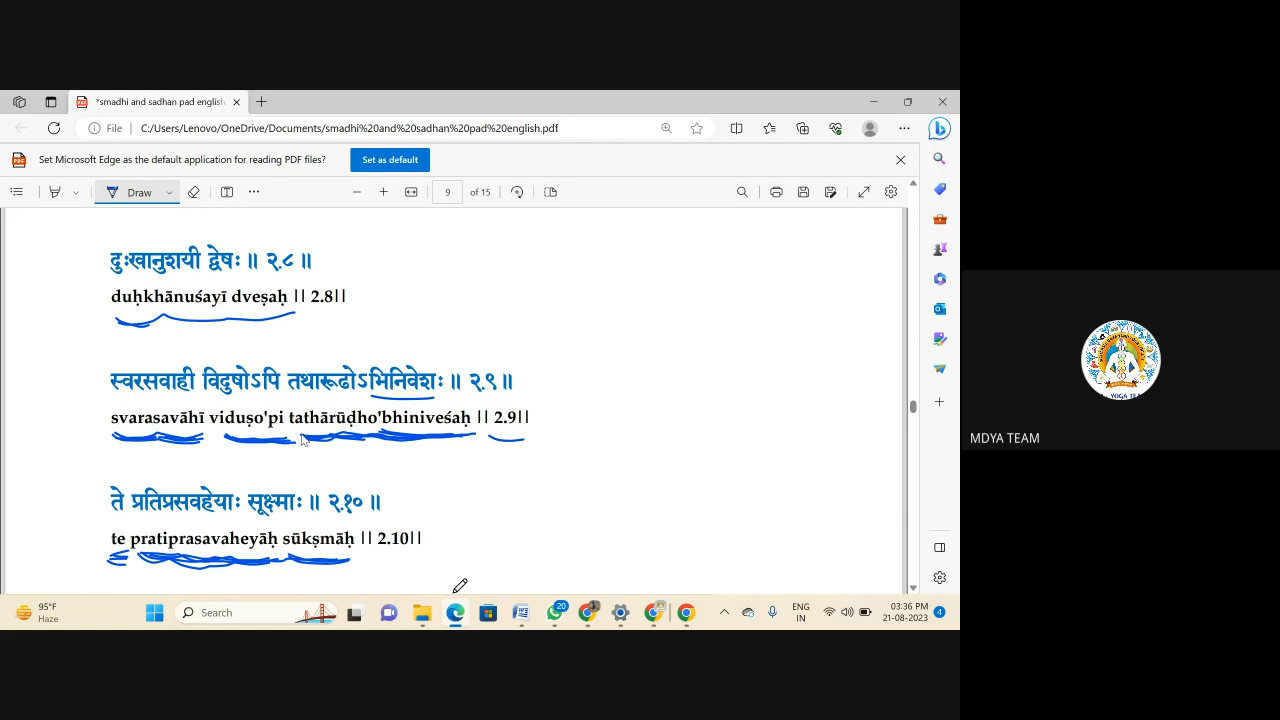 *smadhi and sadhan pad english
File
C:/Users/Lenovo/OneDrive/Documents/smadhi%20and%20sadhan%20pad%20english.pdf
Set Microsoft Edge as the default application for reading PDF files?
Set as default
Draw
9
of 15
दुःखानुशयी द्वेषः॥ २.८॥
duḥkhānuśayī dveṣaḥ || 2.8||
स्वरसवाही विदुषोऽपि तथारूढोऽभिनिवेशः॥ २.९॥
svarasavāhī viduṣo'pi tathārūḍho'bhiniveśaḥ || 2.9||
ते प्रतिप्रसवहेयाः सूक्ष्माः॥ २.१०॥
te pratiprasavaheyāḥ sūkṣmāḥ || 2.10||
MDYA TEAM
95°F
Haze
Search
20
ENG
IN
03:36 PM
21-08-2023
4